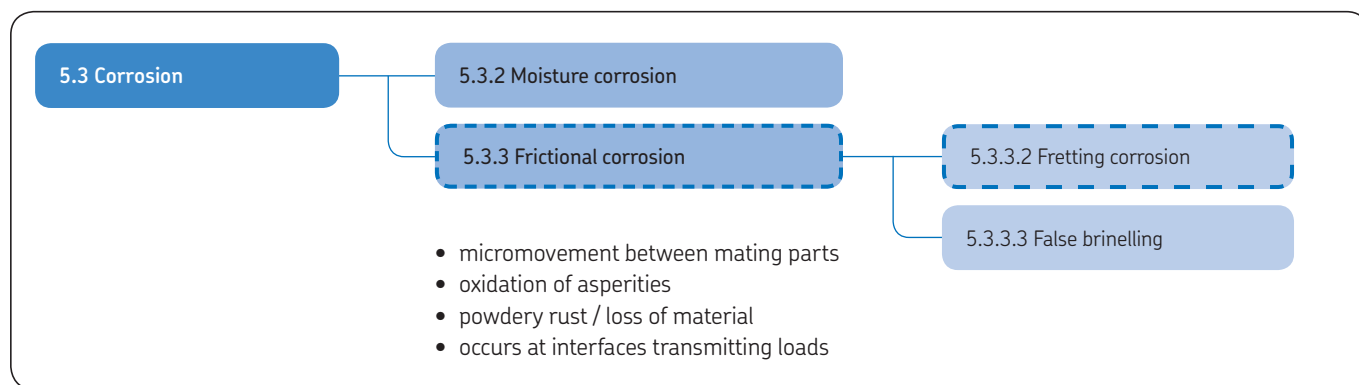 5.3 Corrosion
5.3.2 Moisture corrosion
5.3.3 Frictional corrosion
5.3.3.2 Fretting corrosion
5.3.3.3 False brinelling
• micromovement between mating parts
• oxidation of asperities
• powdery rust / loss of material
• occurs at interfaces transmitting loads